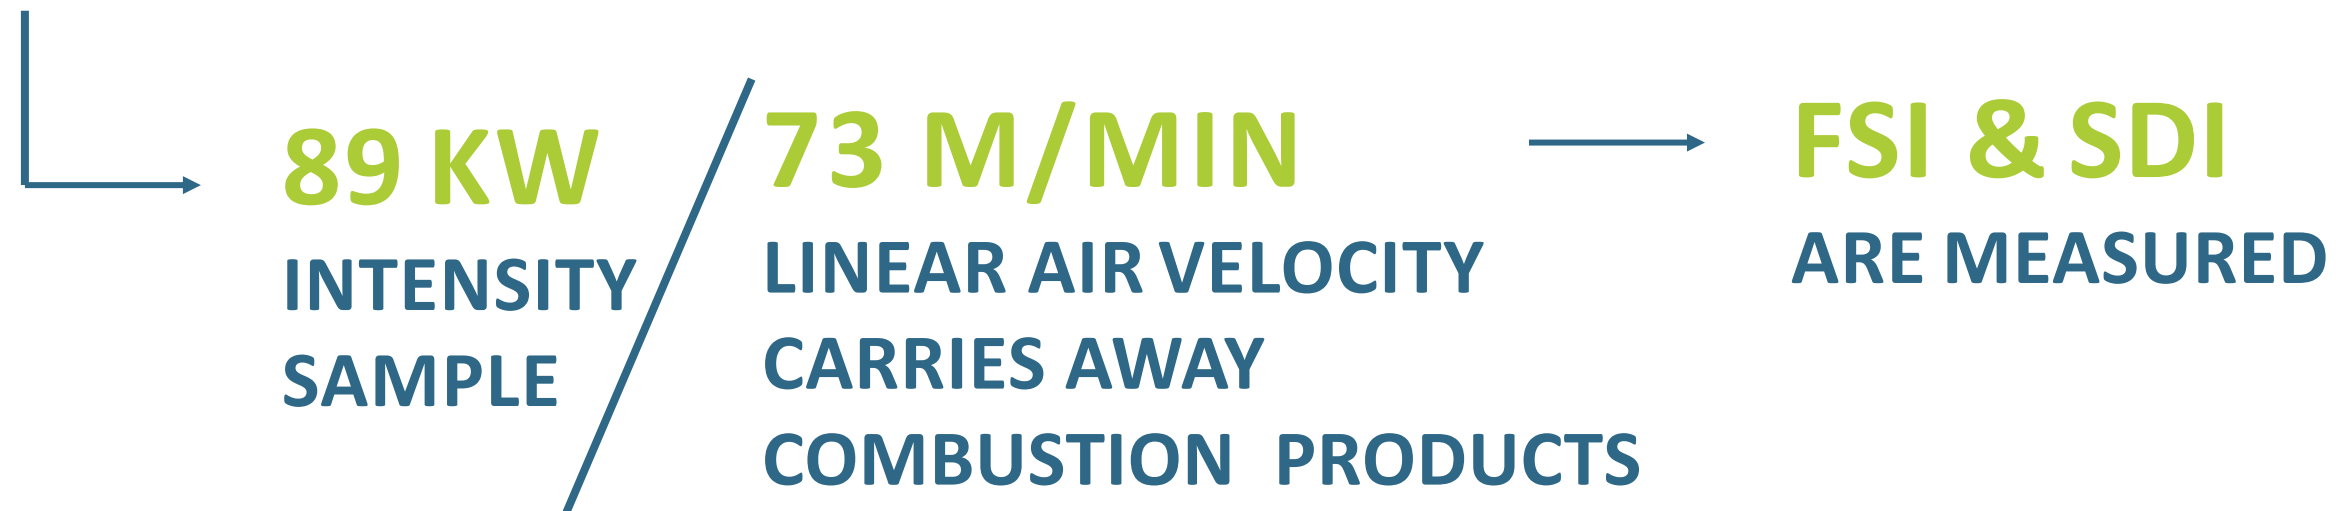 89 KW
INTENSITY
SAMPLE
73 M/MIN
LINEAR AIR VELOCITY
CARRIES AWAY
COMBUSTION PRODUCTS
FSI & SDI
ARE MEASURED